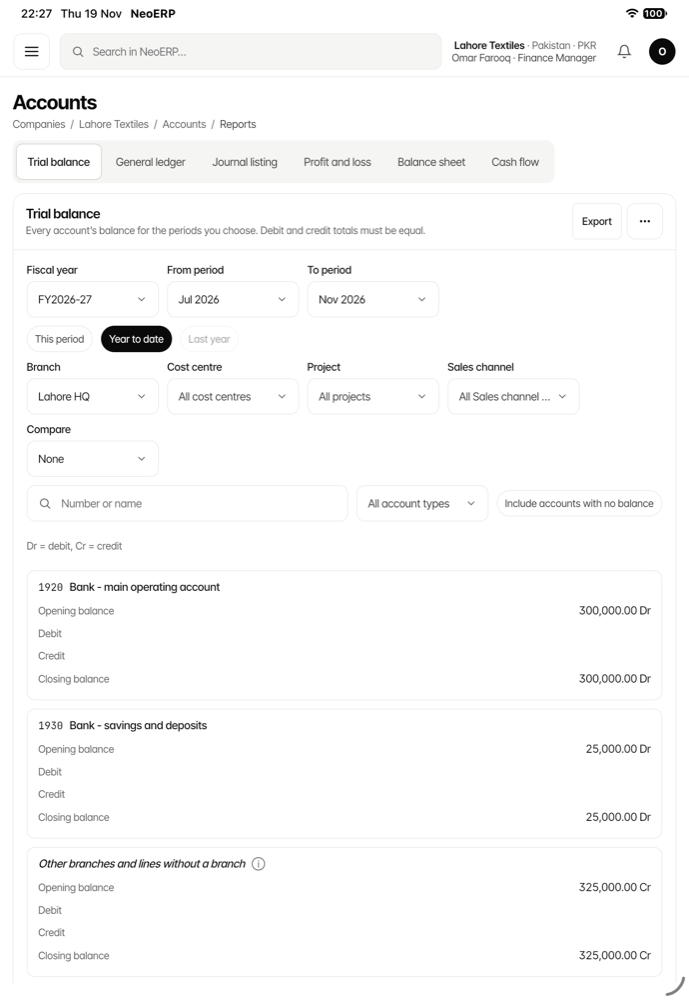 22:27 Thu 19 Nov NeoERP
100
Search in NeoERP...
Lahore Textiles · Pakistan · PKR
Omar Farooq · Finance Manager
O
Accounts
Companies / Lahore Textiles / Accounts / Reports
Trial balance General ledger Journal listing Profit and loss Balance sheet Cash flow
Trial balance
Every account's balance for the periods you choose. Debit and credit totals must be equal.
Export
Fiscal year From period To period
FY2026-27 Jul 2026 Nov 2026
This period Year to date Last year
Branch Cost centre Project Sales channel
Lahore HQ All cost centres All projects All Sales channel ...
Compare
None
Number or name All account types Include accounts with no balance
Dr = debit, Cr = credit
1920 Bank - main operating account
Opening balance 300,000.00 Dr
Debit
Credit
Closing balance 300,000.00 Dr
1930 Bank - savings and deposits
Opening balance 25,000.00 Dr
Debit
Credit
Closing balance 25,000.00 Dr
Other branches and lines without a branch
Opening balance 325,000.00 Cr
Debit
Credit
Closing balance 325,000.00 Cr